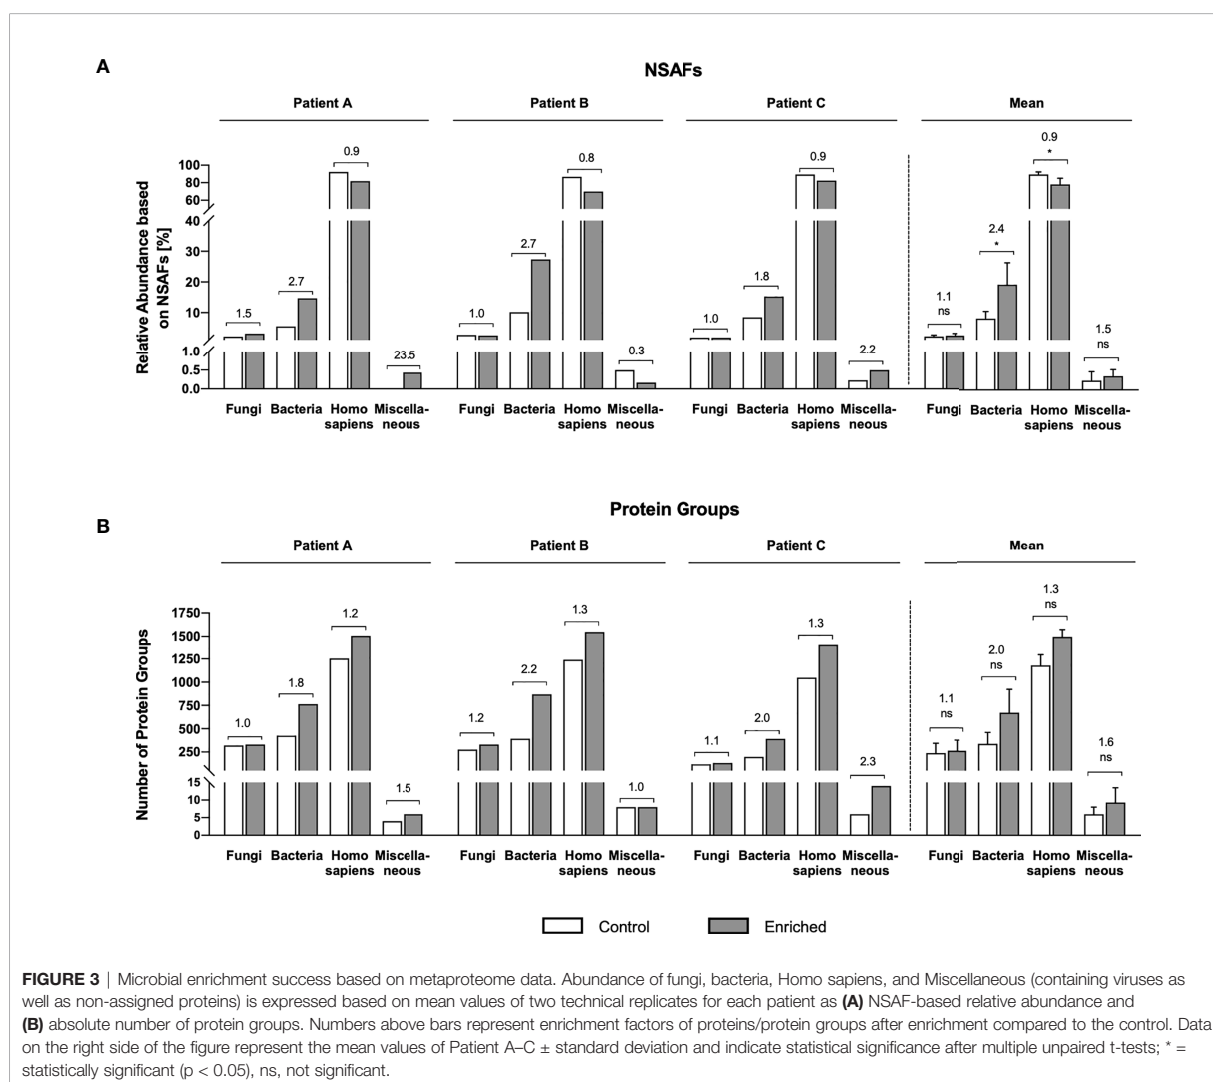 A
NSAFs
Patient A
Patient B
Patient C
Mean
Relative Abundance based
on NSAFs [%]
100
80
60
40
30
20
10
1.0
0.5
0.0
1.5
2.7
0.9
23.5
1.0
2.7
0.8
0.3
1.0
1.8
0.9
2.2
1.1
ns
2.4
*
0.9
*
1.5
ns
Fungi Bacteria Homo Miscella-
sapiens neous
Fungi Bacteria Homo Miscella-
sapiens neous
Fungi Bacteria Homo Miscella-
sapiens neous
Fungi Bacteria Homo Miscella-
sapiens neous
B
Protein Groups
Patient A
Patient B
Patient C
Mean
Number of Protein Groups
1750
1500
1250
1000
750
500
250
15
10
5
0
1.0
1.8
1.2
1.5
1.2
2.2
1.3
1.0
1.1
2.0
1.3
2.3
1.1
ns
2.0
ns
1.3
ns
1.6
ns
Fungi Bacteria Homo Miscella-
sapiens neous
Fungi Bacteria Homo Miscella-
sapiens neous
Fungi Bacteria Homo Miscella-
sapiens neous
Fungi Bacteria Homo Miscella-
sapiens neous
Control
Enriched
FIGURE 3 | Microbial enrichment success based on metaproteome data. Abundance of fungi, bacteria, Homo sapiens, and Miscellaneous (containing viruses as
well as non-assigned proteins) is expressed based on mean values of two technical replicates for each patient as (A) NSAF-based relative abundance and
(B) absolute number of protein groups. Numbers above bars represent enrichment factors of proteins/protein groups after enrichment compared to the control. Data
on the right side of the figure represent the mean values of Patient A–C ± standard deviation and indicate statistical significance after multiple unpaired t-tests; * =
statistically significant (p < 0.05), ns, not significant.